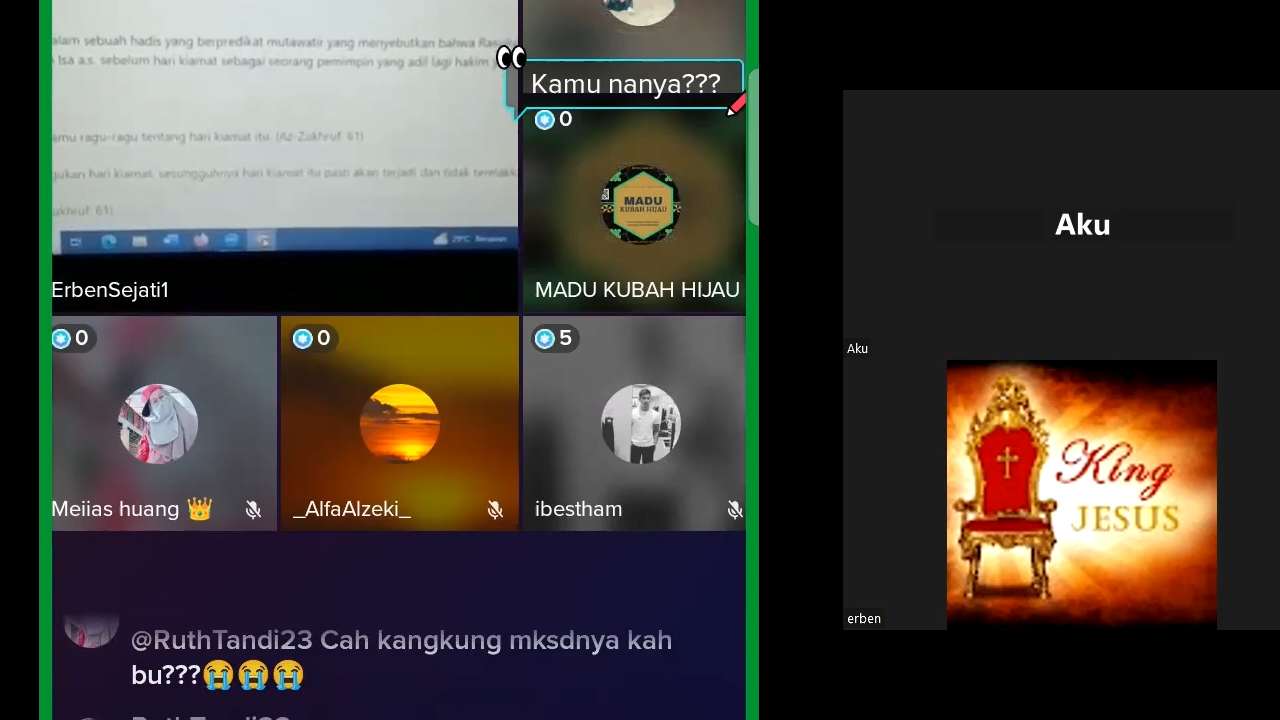 alam sebuah hadis yang berpredikat mutawatir yang menyebutkan bahwa
Isa a.s. sebelum hari kiamat sebagai seorang pemimpin yang adil lagi hakim
Kamu nanya???
0
amu ragu-ragu tentang hari kiamat itu. (Az-Zukhruf: 61)
gukan hari kiamat, sesungguhnya hari kiamat itu pasti akan terjadi dan tidak
ukhruf: 61)
MADU
KUBAH HIJAU
29°C Berawan
ErbenSejati1
MADU KUBAH HIJAU
0
0
5
Meiias huang 👑
_AlfaAlzeki_
ibestham
@RuthTandi23 Cah kangkung mksdnya kah
bu???😭😭😭
RuthTandi23
Aku
Aku
King
JESUS
erben